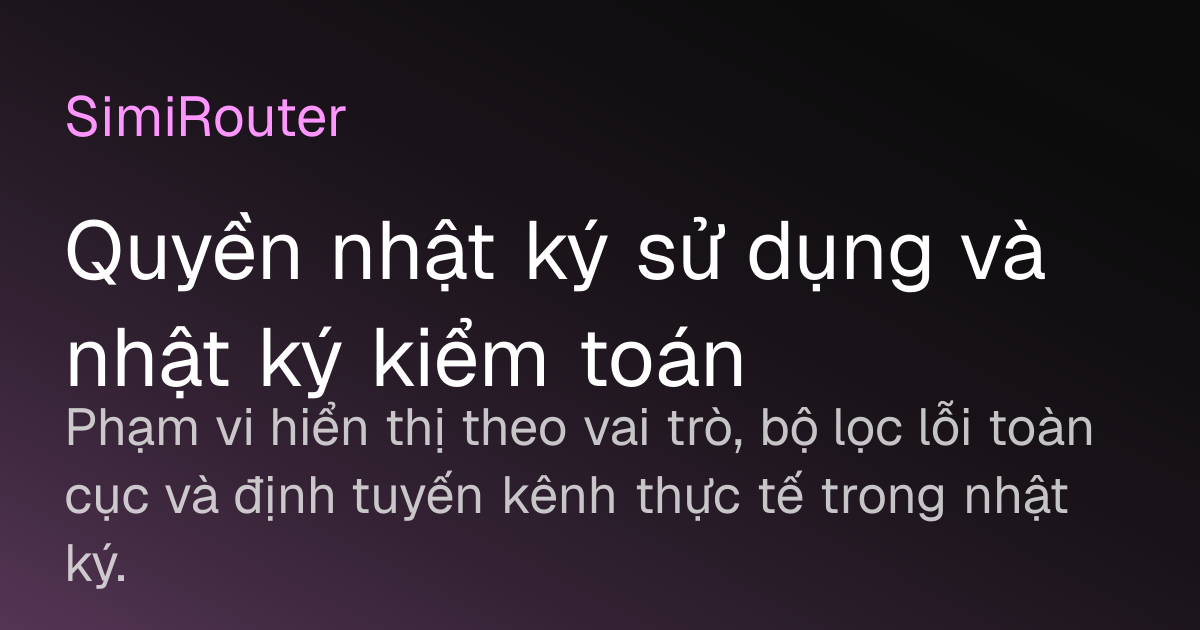 SimiRouter
Quyền nhật ký sử dụng và
nhật ký kiểm toán
Phạm vi hiển thị theo vai trò, bộ lọc lỗi toàn
cục và định tuyến kênh thực tế trong nhật
ký.